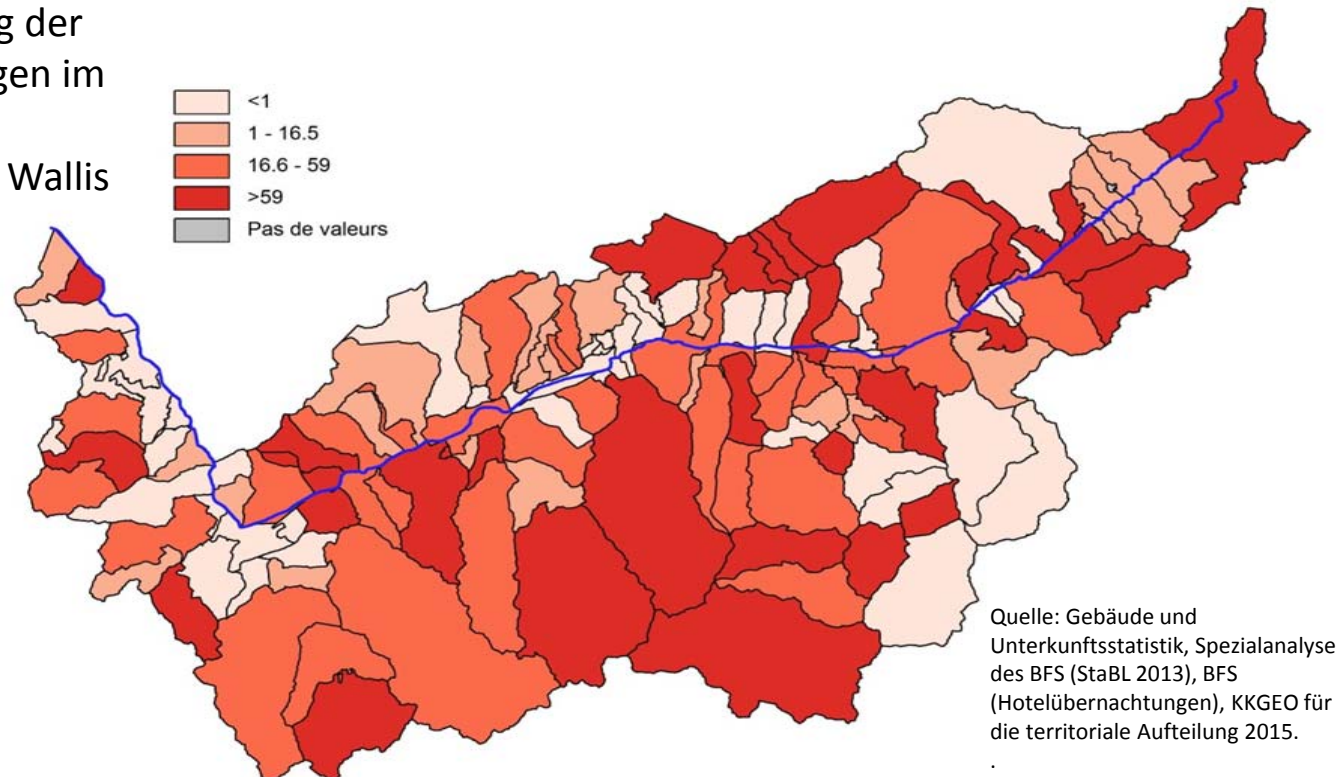 g der
gen im
Wallis
<1
1 - 16.5
16.6 - 59
>59
Pas de valeurs
Quelle: Gebäude und
Unterkunftsstatistik, Spezialanalyse
des BFS (StaBL 2013), BFS
(Hotelübernachtungen), KKGEO für
die territoriale Aufteilung 2015.
.